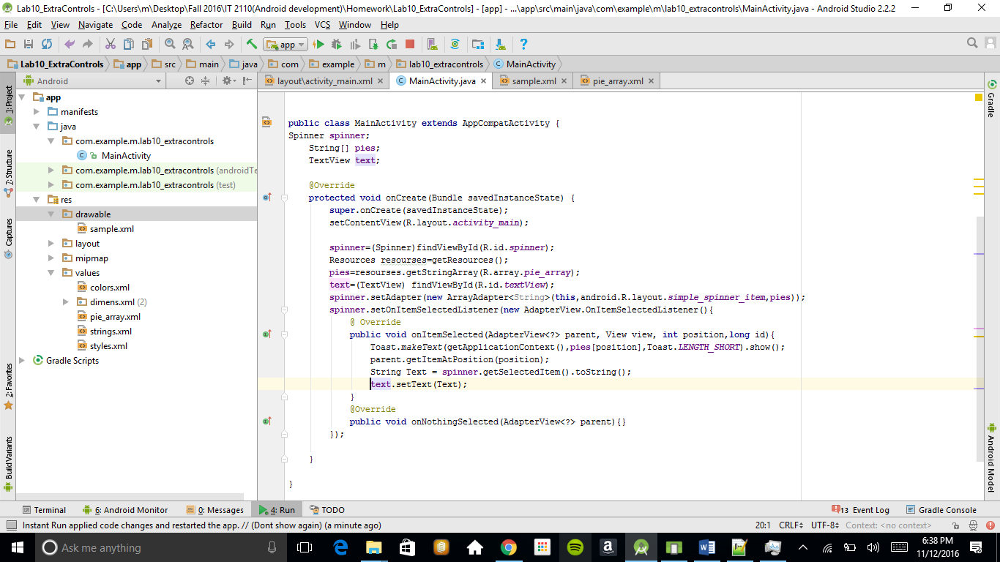 Lab10_ExtraControls - [C:\Users\m\Desktop\Fall 2016\IT 2110(Android development)\Homework\Lab10_ExtraControls] - [app] - ...\app\src\main\java\com\example\m\lab10_extracontrols\MainActivity.java - Android Studio 2.2.2
File Edit View Navigate Code Analyze Refactor Build Run Tools VCS Window Help
app
Lab10_ExtraControls app src main java com example m lab10_extracontrols MainActivity
Android
layout\activity_main.xml MainActivity.java sample.xml pie_array.xml
1: Project
7: Structure
Captures
2: Favorites
Build Variants
app
manifests
java
com.example.m.lab10_extracontrols
MainActivity
com.example.m.lab10_extracontrols (androidTe
com.example.m.lab10_extracontrols (test)
res
drawable
sample.xml
layout
mipmap
values
colors.xml
dimens.xml (2)
pie_array.xml
strings.xml
styles.xml
Gradle Scripts
public class MainActivity extends AppCompatActivity {
Spinner spinner;
String[] pies;
TextView text;
@Override
protected void onCreate(Bundle savedInstanceState) {
super.onCreate(savedInstanceState);
setContentView(R.layout.activity_main);
spinner=(Spinner)findViewById(R.id.spinner);
Resources resourses=getResources();
pies=resourses.getStringArray(R.array.pie_array);
text=(TextView) findViewById(R.id.textView);
spinner.setAdapter(new ArrayAdapter<String>(this,android.R.layout.simple_spinner_item,pies));
spinner.setOnItemSelectedListener(new AdapterView.OnItemSelectedListener(){
@ Override
public void onItemSelected(AdapterView<?> parent, View view, int position,long id){
Toast.makeText(getApplicationContext(),pies[position],Toast.LENGTH_SHORT).show();
parent.getItemAtPosition(position);
String Text = spinner.getSelectedItem().toString();
text.setText(Text);
}
@Override
public void onNothingSelected(AdapterView<?> parent){}
});
}
}
Gradle
Android Model
Terminal 6: Android Monitor 0: Messages 4: Run TODO 13 Event Log Gradle Console
Instant Run applied code changes and restarted the app. // (Dont show again) (a minute ago) 20:1 CRLF UTF-8 Context: <no context>
Ask me anything
6:38 PM
11/12/2016